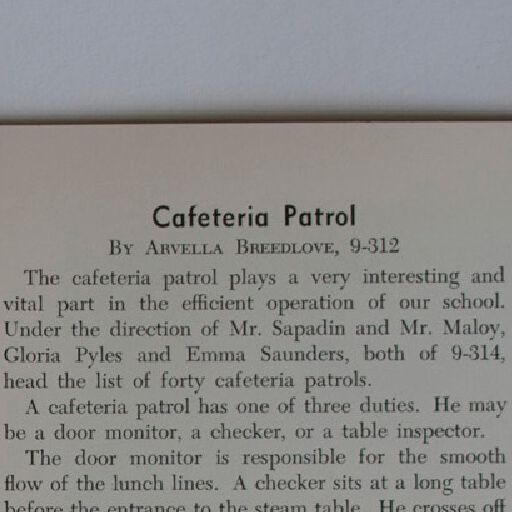 Cafeteria Patrol
By Arvella Breedlove, 9-312
The cafeteria patrol plays a very interesting and
vital part in the efficient operation of our school.
Under the direction of Mr. Sapadin and Mr. Maloy,
Gloria Pyles and Emma Saunders, both of 9-314,
head the list of forty cafeteria patrols.
A cafeteria patrol has one of three duties. He may
be a door monitor, a checker, or a table inspector.
The door monitor is responsible for the smooth
flow of the lunch lines. A checker sits at a long table
before the entrance to the steam table. He crosses off